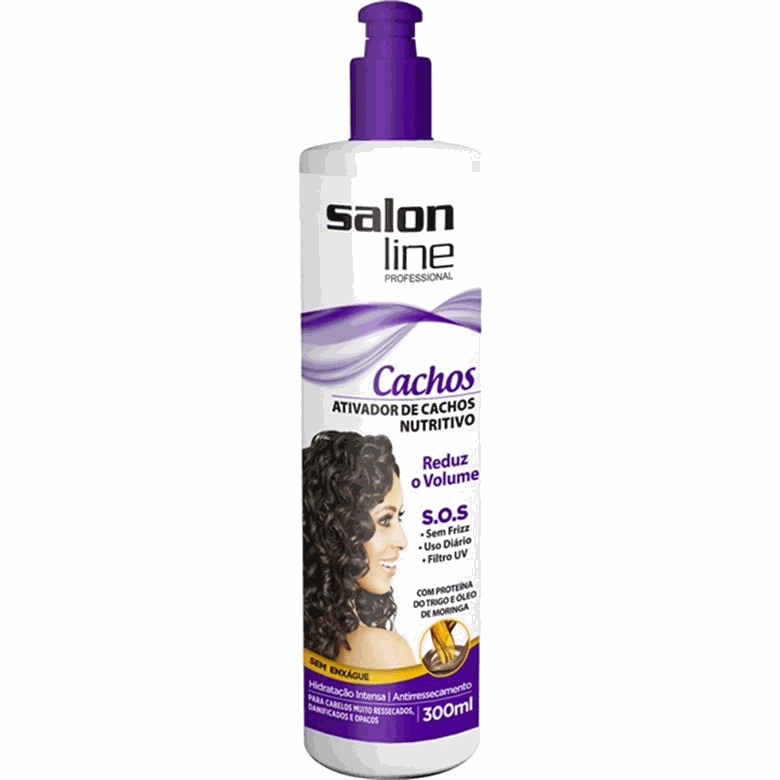 salon
line
PROFESSIONAL
Cachos
ATIVADOR DE CACHOS
NUTRITIVO
Reduz
o Volume
S.O.S
• Sem Frizz
• Uso Diário
• Filtro UV
COM PROTEÍNA
DO TRIGO E ÓLEO
DE MORINGA
SEM ENXÁGUE
Hidratação Intensa | Antirressecamento
PARA CABELOS MUITO RESSECADOS,
DANIFICADOS E OPACOS
300ml